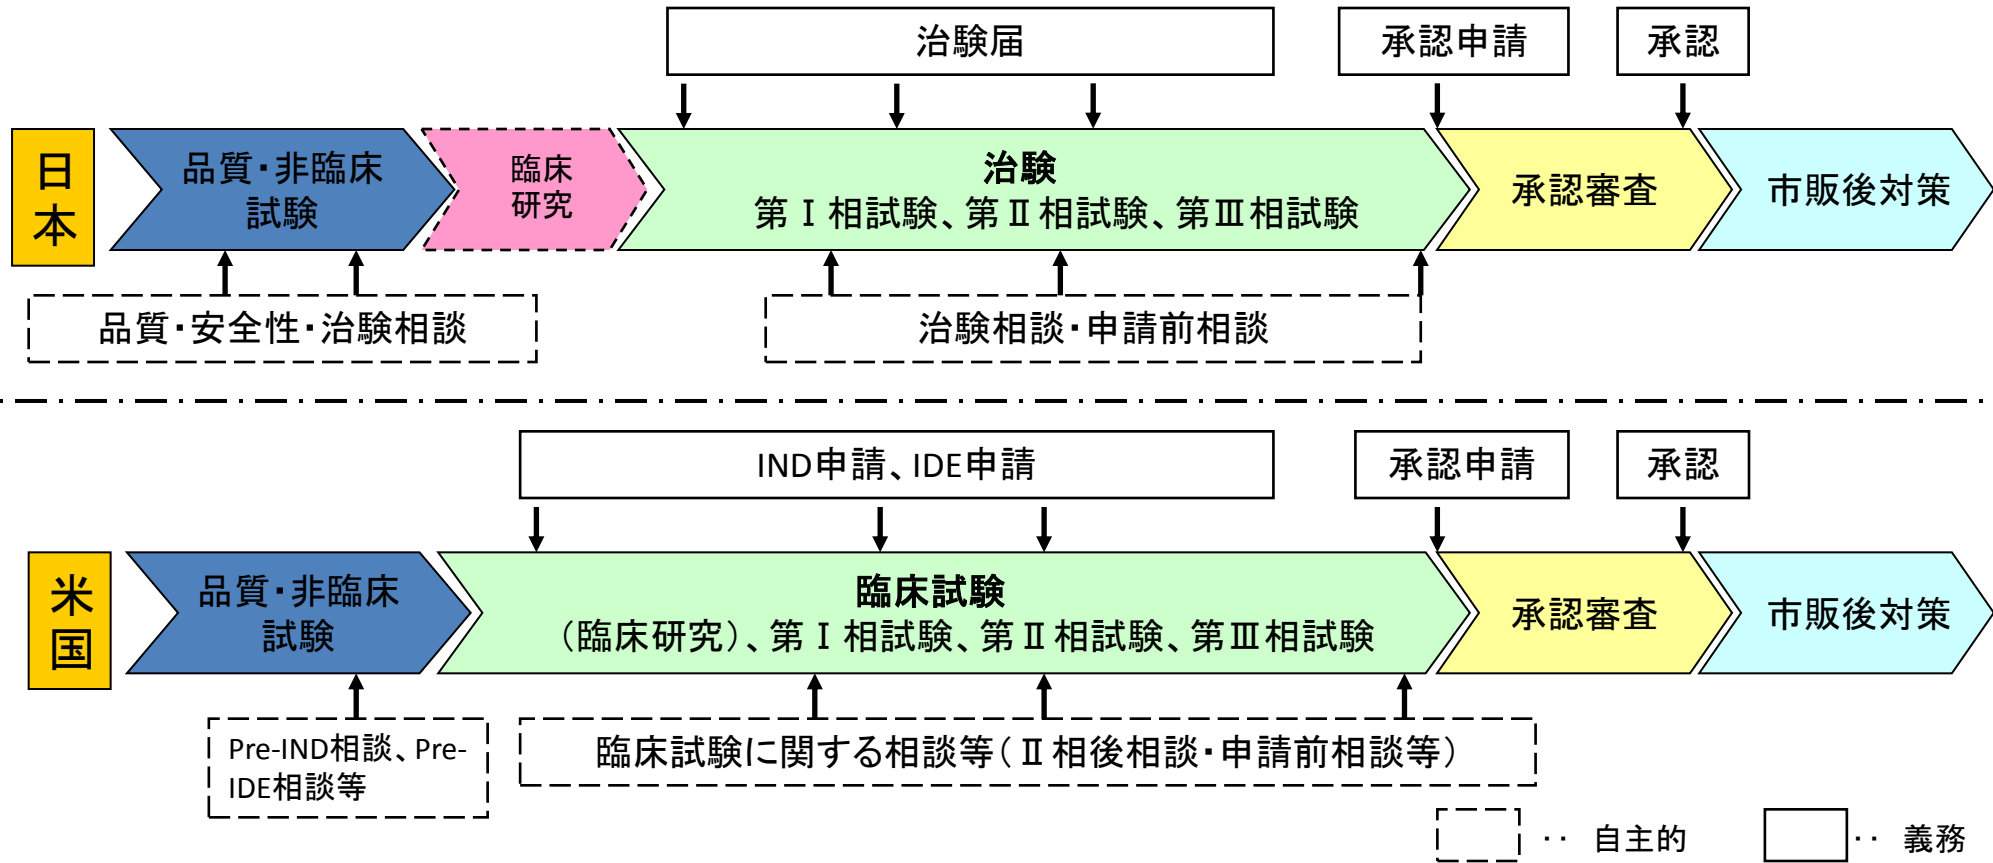 治験届
承認申請
承認
日本
品質・非臨床
試験
臨床
研究
治験
第Ⅰ相試験、第Ⅱ相試験、第Ⅲ相試験
承認審査
市販後対策
品質・安全性・治験相談
治験相談・申請前相談
IND申請、IDE申請
承認申請
承認
米国
品質・非臨床
試験
臨床試験
（臨床研究）、第Ⅰ相試験、第Ⅱ相試験、第Ⅲ相試験
承認審査
市販後対策
Pre-IND相談、Pre-
IDE相談等
臨床試験に関する相談等（Ⅱ相後相談・申請前相談等）
‥ 自主的
‥ 義務